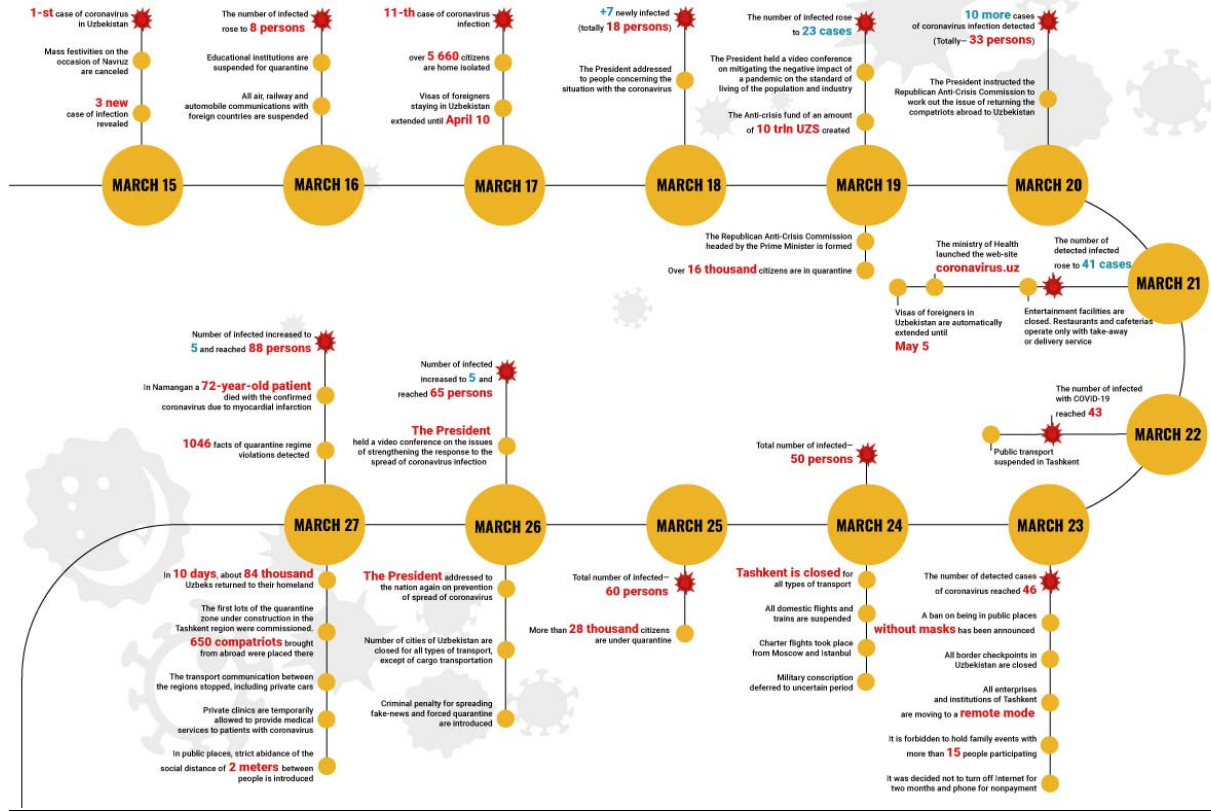 1-st case of coronavirus
in Uzbekistan
Mass festivities on the
occasion of Navruz
are canceled
3 new
case of infection
revealed
MARCH 15
The number of infected
rose to 8 persons
Educational institutions are
suspended for quarantine
All air, railway and
automobile communications with
foreign countries are suspended
MARCH 16
11-th case of coronavirus
infection
over 5 660 citizens
are home isolated
Visas of foreigners
staying in Uzbekistan
extended until April 10
MARCH 17
+7 newly infected
(totally 18 persons)
The President addressed
to people concerning the
situation with the coronavirus
MARCH 18
The number of infected rose
to 23 cases
The President held a video conference
on mitigating the negative impact of
a pandemic on the standard of
living of the population and industry
The Anti-crisis fund of an amount
of 10 trln UZS created
MARCH 19
The Republican Anti-Crisis Commission
headed by the Prime Minister is formed
Over 16 thousand citizens are in quarantine
10 more cases
of coronavirus infection detected
(Totally— 33 persons)
The President instructed the
Republican Anti-Crisis Commission to
work out the issue of returning the
compatriots abroad to Uzbekistan
MARCH 20
The number of
detected infected
rose to 41 cases
The ministry of Health
launched the web-site
coronavirus.uz
MARCH 21
Visas of foreigners in
Uzbekistan are automatically
extended until
May 5
Entertainment facilities are
closed. Restaurants and cafeterias
operate only with take-away
or delivery service
The number of infected
with COVID-19
reached 43
MARCH 22
Public transport
suspended in Tashkent
MARCH 23
The number of detected cases
of coronavirus reached 46
A ban on being in public places
without masks has been announced
All border checkpoints in
Uzbekistan are closed
All enterprises
and institutions of Tashkent
are moving to a remote mode
It is forbidden to hold family events with
more than 15 people participating
It was decided not to turn off Internet for
two months and phone for nonpayment
Total number of infected—
50 persons
MARCH 24
Tashkent is closed for
all types of transport
All domestic flights and
trains are suspended
Charter flights took place
from Moscow and Istanbul
Military conscription
deferred to uncertain period
MARCH 25
Total number of infected—
60 persons
More than 28 thousand citizens
are under quarantine
Number of infected
increased to 5 and
reached 65 persons
The President
held a video conference on the issues
of strengthening the response to the
spread of coronavirus infection
MARCH 26
The President addressed to
the nation again on prevention
of spread of coronavirus
Number of cities of Uzbekistan are
closed for all types of transport,
except of cargo transportation
Criminal penalty for spreading
fake-news and forced quarantine
are introduced
Number of infected increased to
5 and reached 88 persons
In Namangan a 72-year-old patient
died with the confirmed
coronavirus due to myocardial infarction
1046 facts of quarantine regime
violations detected
MARCH 27
In 10 days, about 84 thousand
Uzbeks returned to their homeland
The first lots of the quarantine
zone under construction in the
Tashkent region were commissioned.
650 compatriots brought
from abroad were placed there
The transport communication between
the regions stopped, including private cars
Private clinics are temporarily
allowed to provide medical
services to patients with coronavirus
In public places, strict abidance of the
social distance of 2 meters between
people is introduced